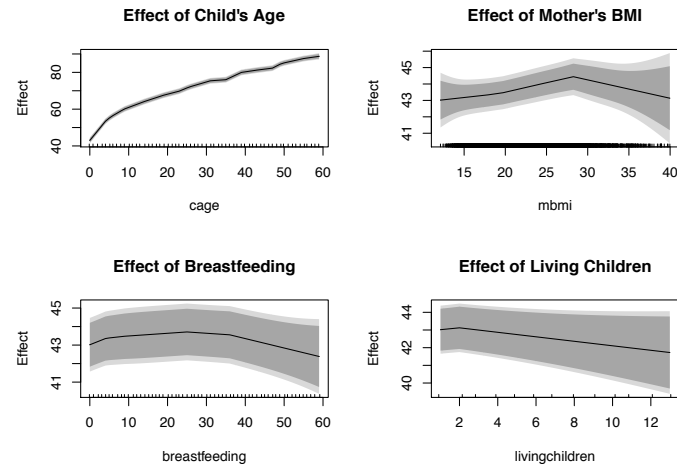 Effect of Child's Age
Effect
40 60 80
0 10 20 30 40 50 60
cage
Effect of Mother's BMI
Effect
41 43 45
15 20 25 30 35 40
mbmi
Effect of Breastfeeding
Effect
41 43 45
0 10 20 30 40 50 60
breastfeeding
Effect of Living Children
Effect
40 42 44
2 4 6 8 10 12
livingchildren